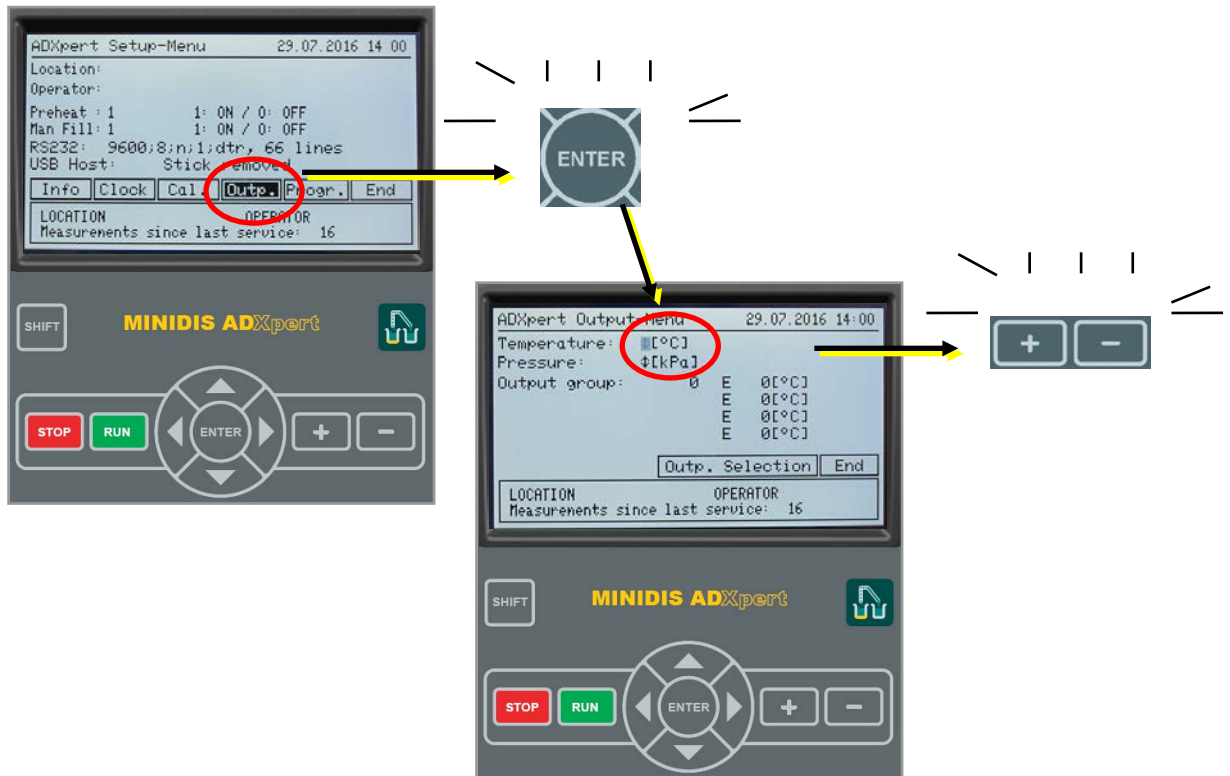 ADXpert Setup-Menu 29.07.2016 14 00
Location:
Operator:
Preheat : 1 1: ON / 0: OFF
Man Fill: 1 1: ON / 0: OFF
RS232: 9600;8;n;1;dtr, 66 lines
USB Host: Stick removed
Info Clock Cal. Outp. Progr. End
LOCATION OPERATOR
Measurements since last service: 16
SHIFT MINIDIS ADXpert
STOP RUN ENTER + -
ENTER
ADXpert Output-Menu 29.07.2016 14:00
Temperature: [°C]
Pressure: ↕[kPa]
Output group: 0 E 0[°C]
E 0[°C]
E 0[°C]
E 0[°C]
Outp. Selection End
LOCATION OPERATOR
Measurements since last service: 16
SHIFT MINIDIS ADXpert
STOP RUN ENTER + -
+ -